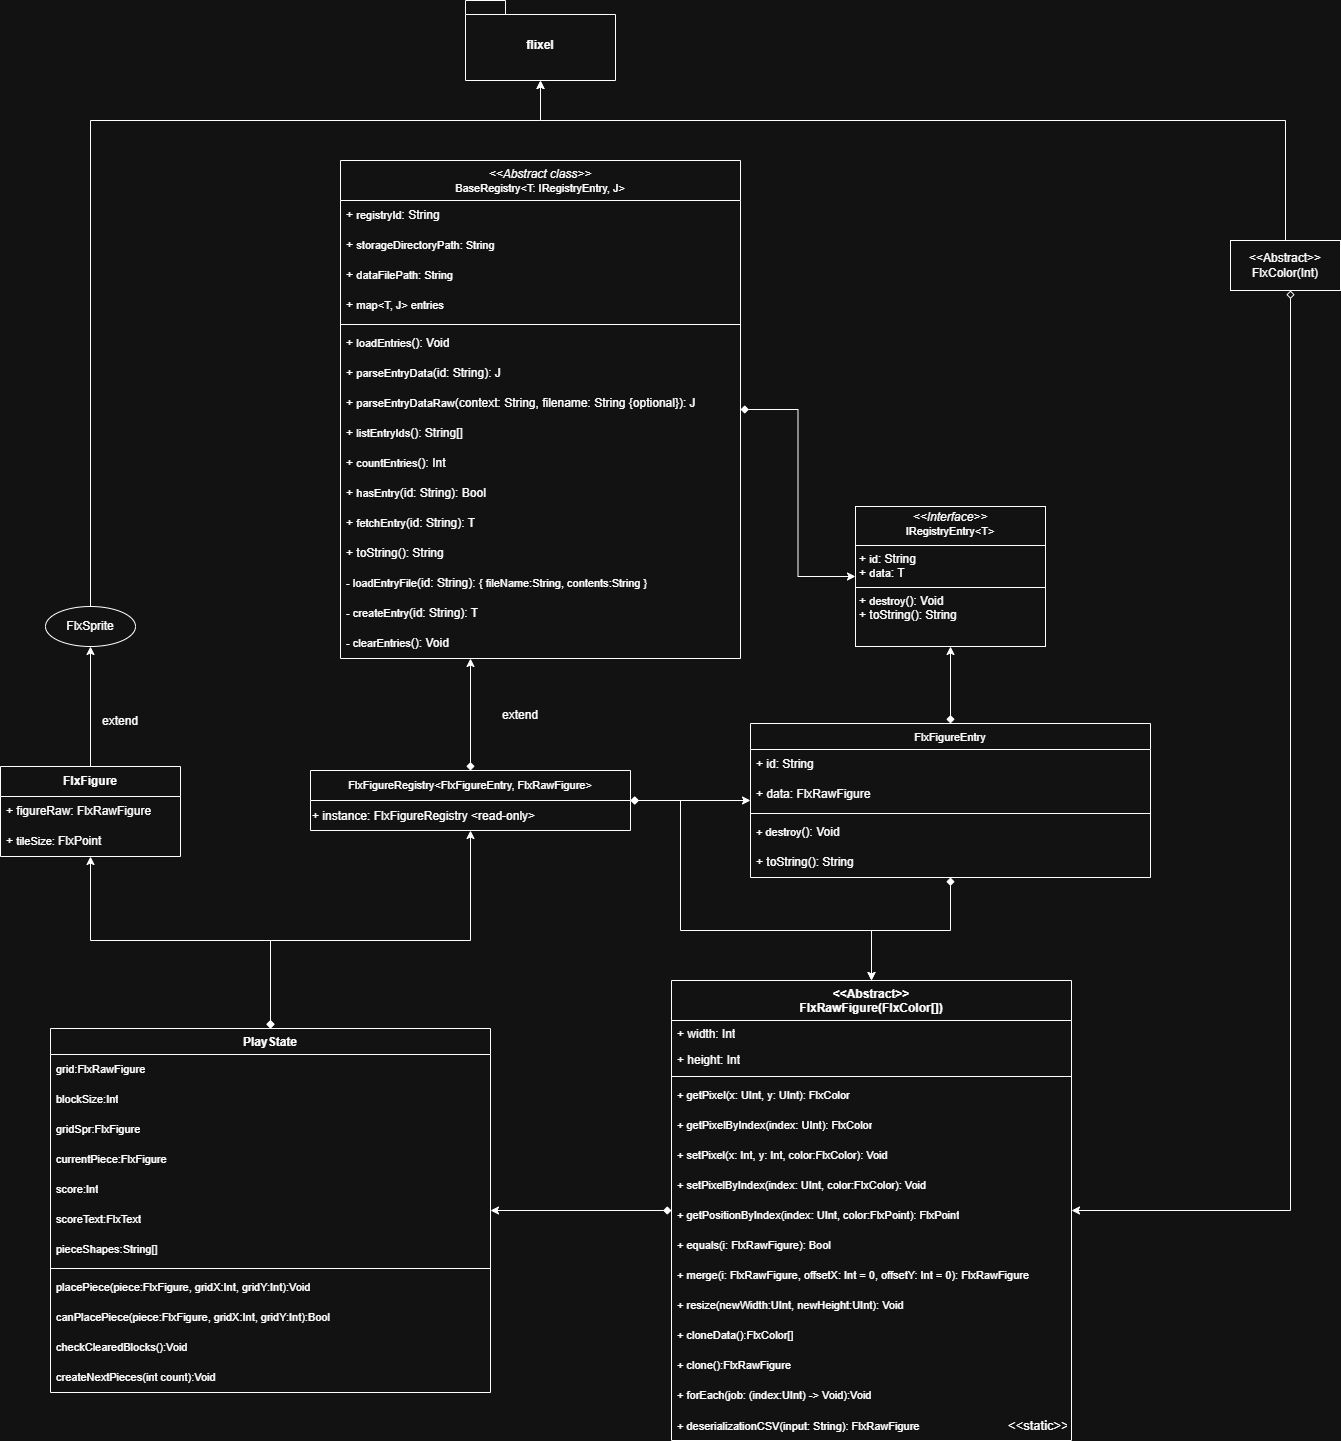 flixel
<<Abstract class>>
BaseRegistry<T: IRegistryEntry, J>
+ registryId: String
+ storageDirectoryPath: String
+ dataFilePath: String
+ map<T, J> entries
+ loadEntries(): Void
+ parseEntryData(id: String): J
+ parseEntryDataRaw(context: String, filename: String {optional}): J
+ listEntryIds(): String[]
+ countEntries(): Int
+ hasEntry(id: String): Bool
+ fetchEntry(id: String): T
+ toString(): String
- loadEntryFile(id: String): { fileName:String, contents:String }
- createEntry(id: String): T
- clearEntries(): Void
<<Abstract>>
FlxColor(Int)
<<Interface>>
IRegistryEntry<T>
+ id: String
+ data: T
+ destroy(): Void
+ toString(): String
FlxSprite
extend
extend
FlxFigure
+ figureRaw: FlxRawFigure
+ tileSize: FlxPoint
FlxFigureRegistry<FlxFigureEntry, FlxRawFigure>
+ instance: FlxFigureRegistry <read-only>
FlxFigureEntry
+ id: String
+ data: FlxRawFigure
+ destroy(): Void
+ toString(): String
PlayState
grid:FlxRawFigure
blockSize:Int
gridSpr:FlxFigure
currentPiece:FlxFigure
score:Int
scoreText:FlxText
pieceShapes:String[]
placePiece(piece:FlxFigure, gridX:Int, gridY:Int):Void
canPlacePiece(piece:FlxFigure, gridX:Int, gridY:Int):Bool
checkClearedBlocks():Void
createNextPieces(int count):Void
<<Abstract>>
FlxRawFigure(FlxColor[])
+ width: Int
+ height: Int
+ getPixel(x: UInt, y: UInt): FlxColor
+ getPixelByIndex(index: UInt): FlxColor
+ setPixel(x: Int, y: Int, color:FlxColor): Void
+ setPixelByIndex(index: UInt, color:FlxColor): Void
+ getPositionByIndex(index: UInt, color:FlxPoint): FlxPoint
+ equals(i: FlxRawFigure): Bool
+ merge(i: FlxRawFigure, offsetX: Int = 0, offsetY: Int = 0): FlxRawFigure
+ resize(newWidth:UInt, newHeight:UInt): Void
+ cloneData():FlxColor[]
+ clone():FlxRawFigure
+ forEach(job: (index:UInt) -> Void):Void
+ deserializationCSV(input: String): FlxRawFigure <<static>>